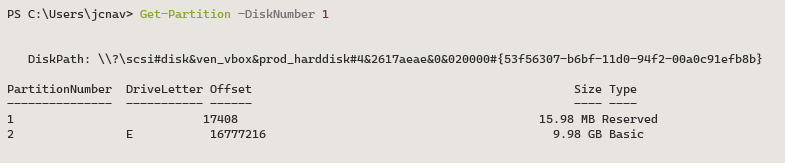 PS C:\Users\jcnav> Get-Partition -DiskNumber 1
DiskPath: \\?\scsi#disk&ven_vbox&prod_harddisk#4&2617aeae&0&020000#{53f56307-b6bf-11d0-94f2-00a0c91efb8b}
PartitionNumber DriveLetter Offset Size Type
--------------- ----------- ------ ---- ----
1 17408 15.98 MB Reserved
2 E 16777216 9.98 GB Basic